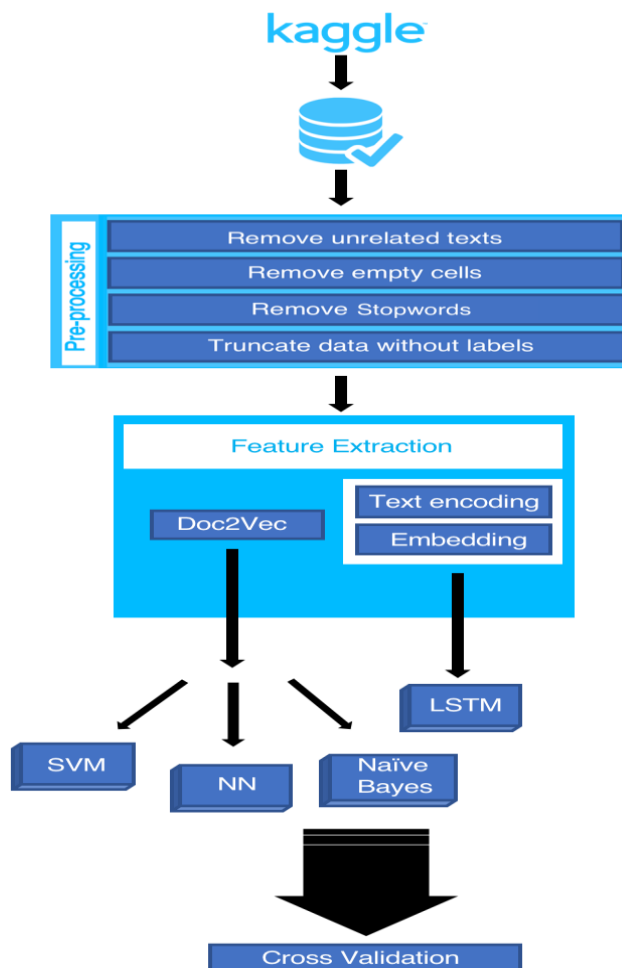 kaggle
Pre-processing
Remove unrelated texts
Remove empty cells
Remove Stopwords
Truncate data without labels
Feature Extraction
Doc2Vec
Text encoding
Embedding
LSTM
SVM
NN
Naïve
Bayes
Cross Validation